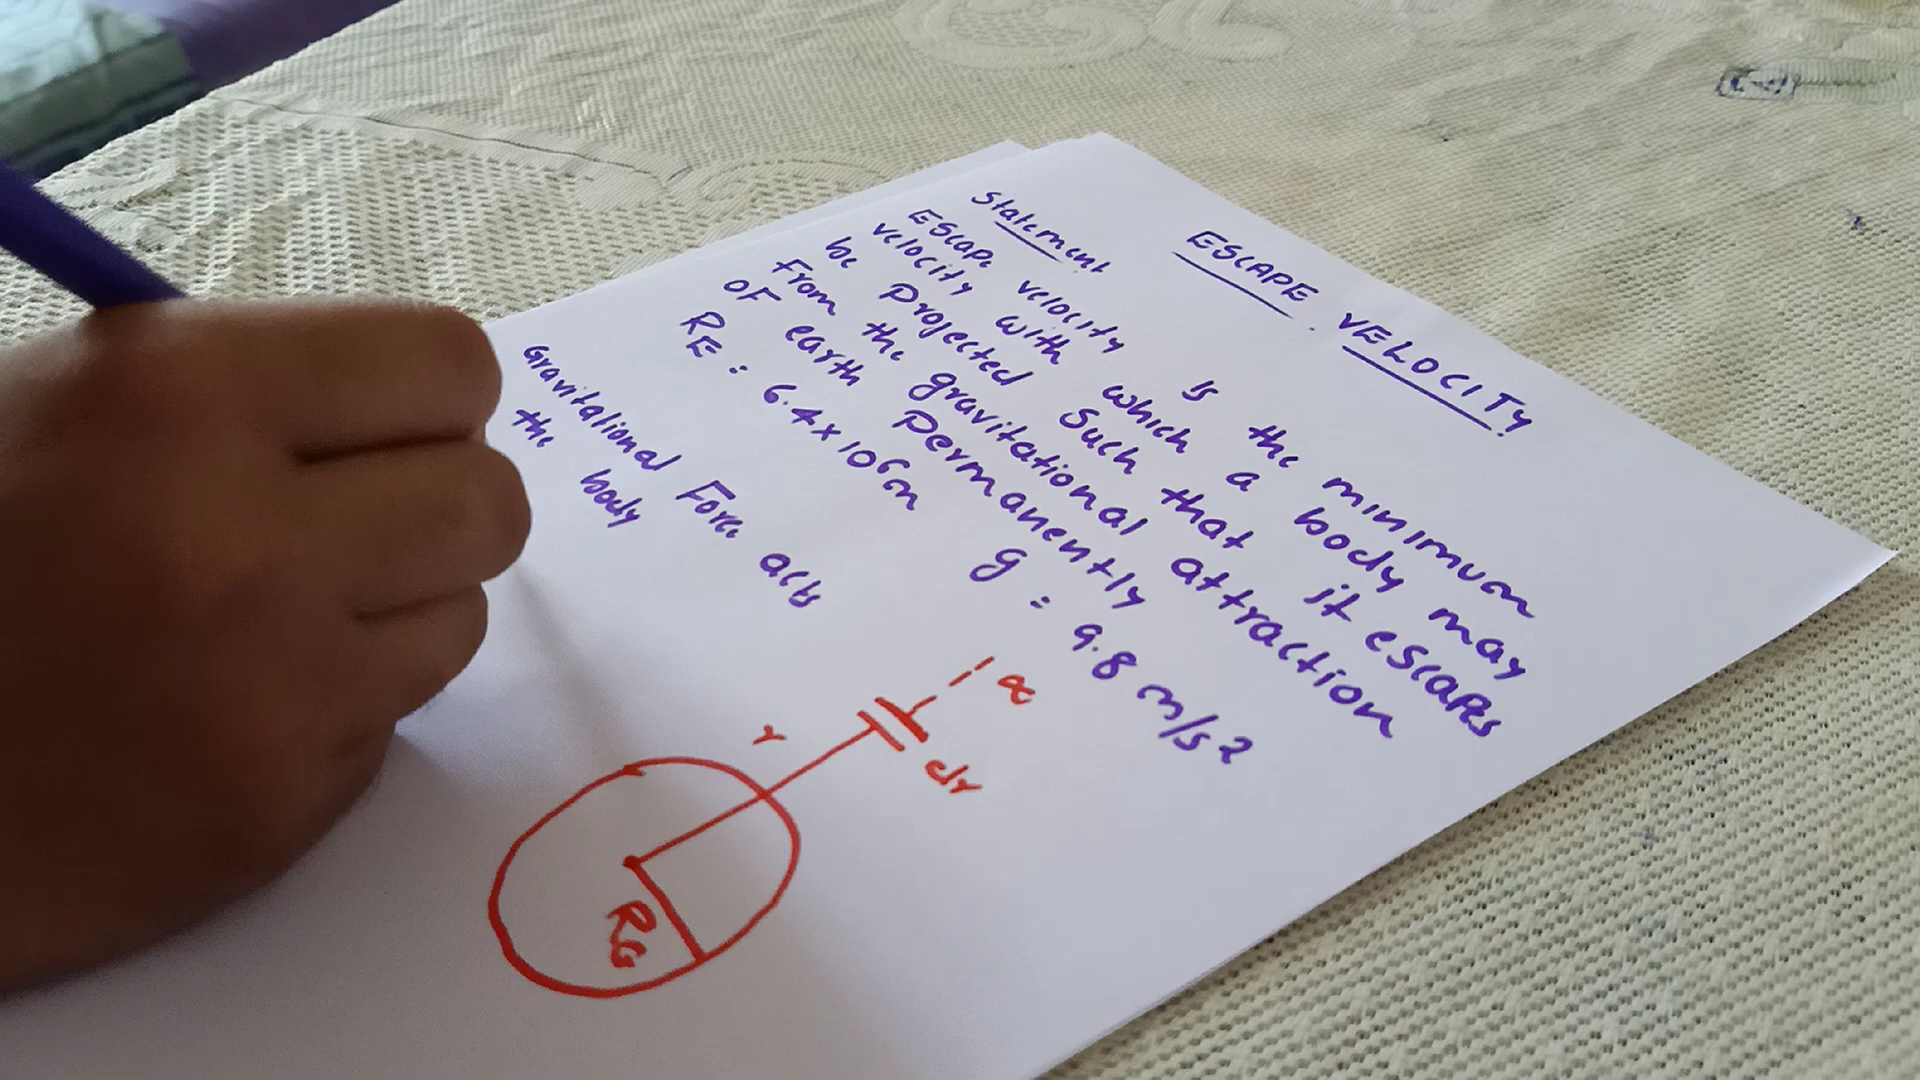 ESCAPE VELOCITY
Statement
ESCAPE velocity is the minimum
velocity with which a body may
be projected such that it escapes
From the gravitational attraction
OF earth permanently
RE : 6.4 x 10⁶m g : 9.8 m/s²
Gravitational Force acts
the body
∝
r
dr